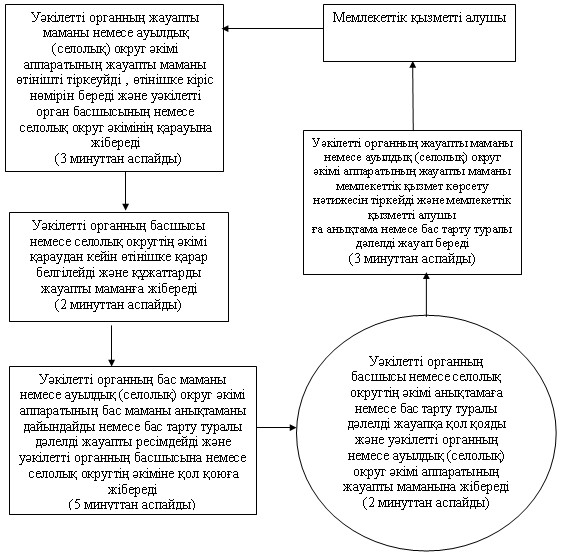 Мемлекеттік қызметті алушы
Уәкілетті органның жауапты
маманы немесе ауылдық
(селолық) округ әкімі
аппаратының жауапты маманы
өтінішті тіркеуйді , өтінішке кіріс
нөмірін береді және уәкілетті
орган басшысының немесе
селолық округ әкімінің қарауына
жібереді
(3 минуттан аспайды)
Уәкілетті органның басшысы
немесе селолық округтің әкімі
қараудан кейін өтінішке қарар
белгілейді және құжаттарды
жауапты маманға жібереді
(2 минуттан аспайды)
Уәкілетті органның бас маманы
немесе ауылдық (селолық) округ әкімі
аппаратының бас маманы анықтаманы
дайындайды немесе бас тарту туралы
дәлелді жауапты ресімдейді және
уәкілетті органның басшысына немесе
селолық округтің әкіміне қол қоюға
жібереді
(5 минуттан аспайды)
Уәкілетті органның
басшысы немесе селолық
округтің әкімі анықтамаға
немесе бас тарту туралы
дәлелді жауапқа қол қояды
және уәкілетті органның
немесе ауылдық (селолық)
округ әкімі аппаратының
жауапты маманына жібереді
(2 минуттан аспайды)
Уәкілетті органның жауапты маманы
немесе ауылдық (селолық) округ
әкімі аппаратының жауапты маманы
мемлекеттік қызмет көрсету
нәтижесін тіркейді және мемлекеттік
қызметті алушы
ға анықтама немесе бас тарту туралы
дәлелді жауап береді
(3 минуттан аспайды)